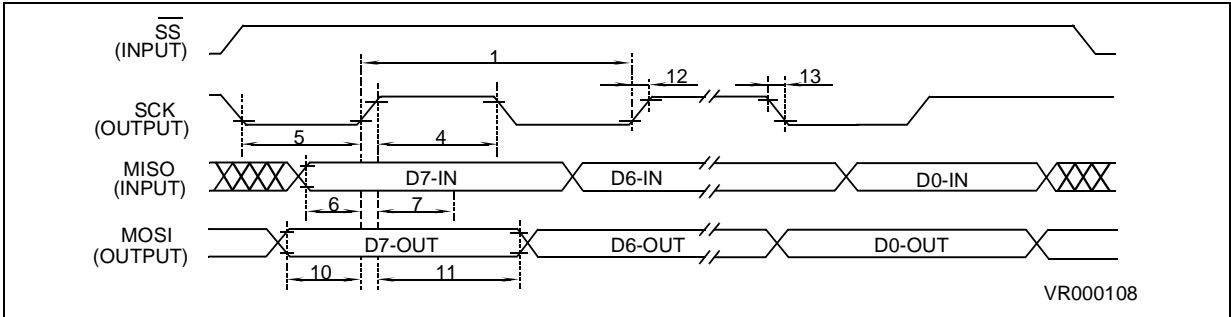 SS
(INPUT)
1
12
13
SCK
(OUTPUT)
5
4
MISO
(INPUT)
D7-IN
D6-IN
D0-IN
6
7
MOSI
(OUTPUT)
D7-OUT
D6-OUT
D0-OUT
10
11
VR000108